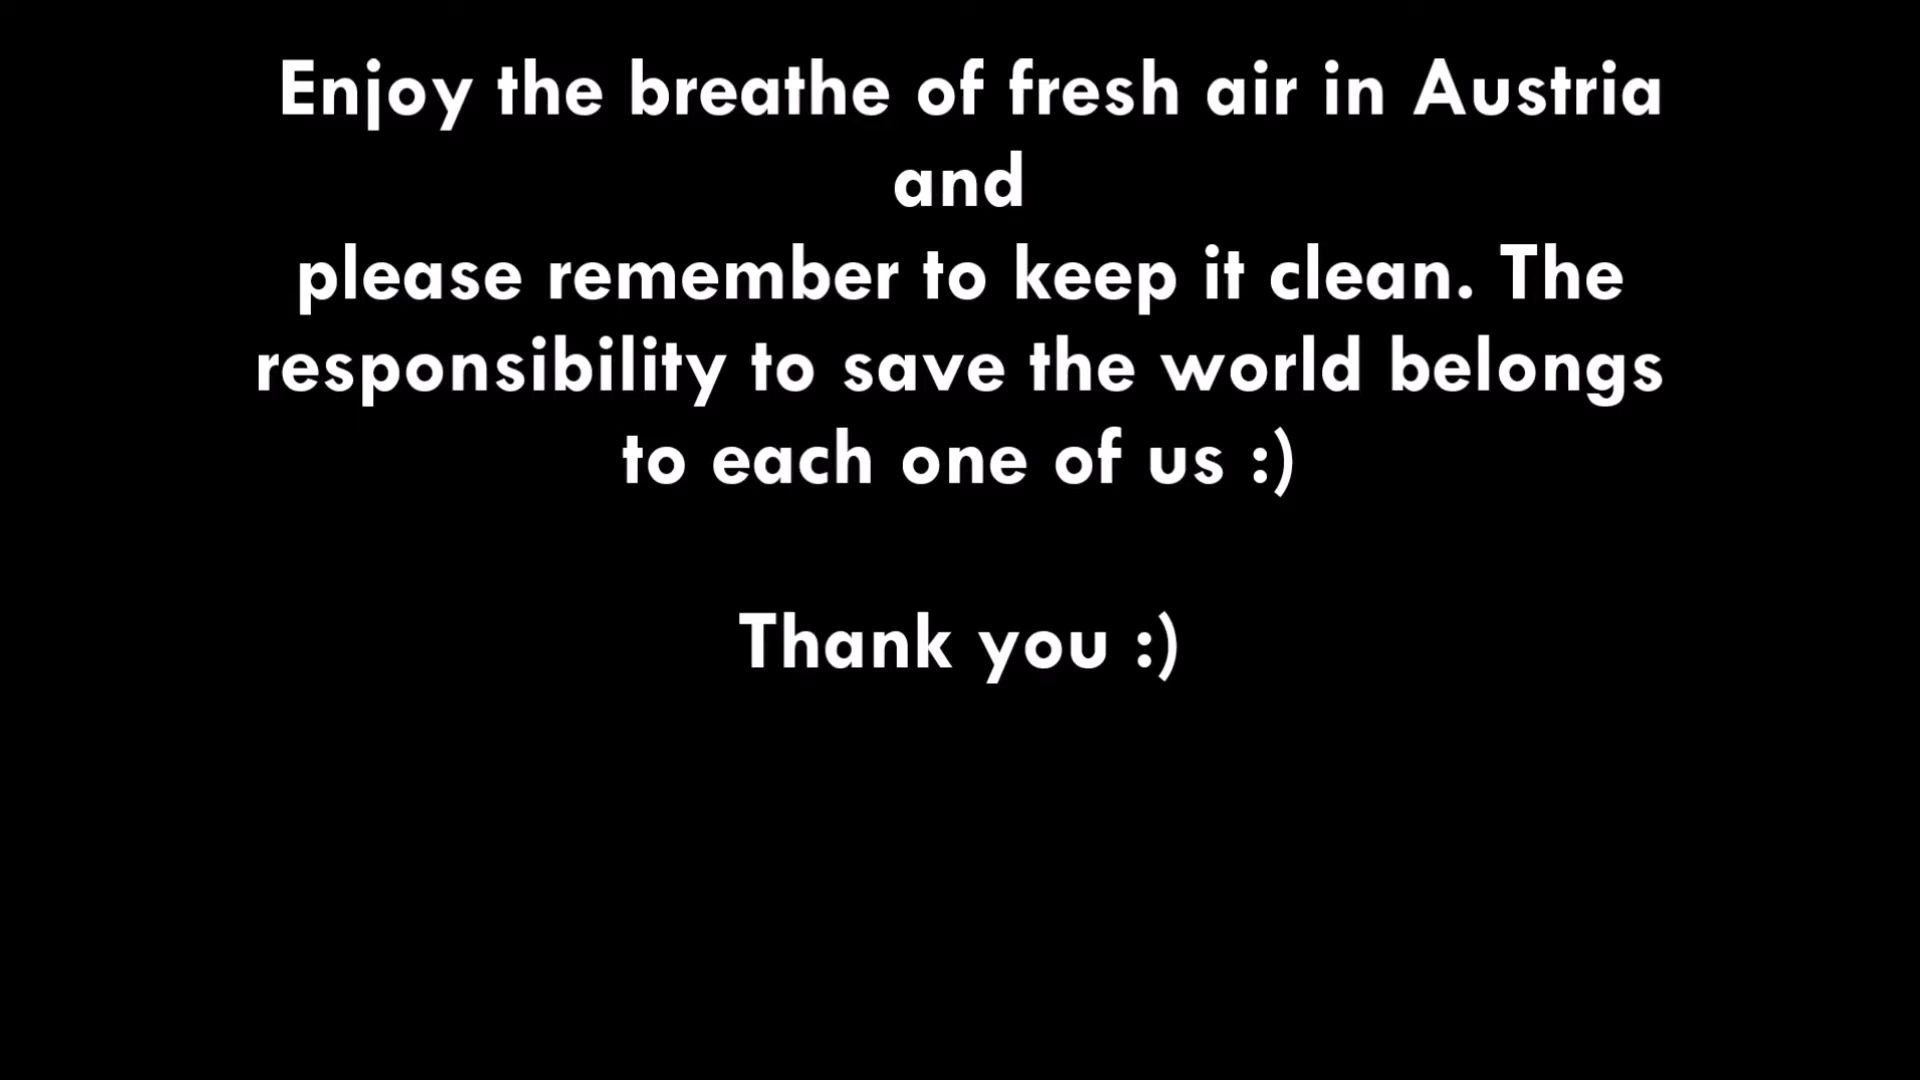 Enjoy the breathe of fresh air in Austria
and
please remember to keep it clean. The
responsibility to save the world belongs
to each one of us :)
Thank you :)